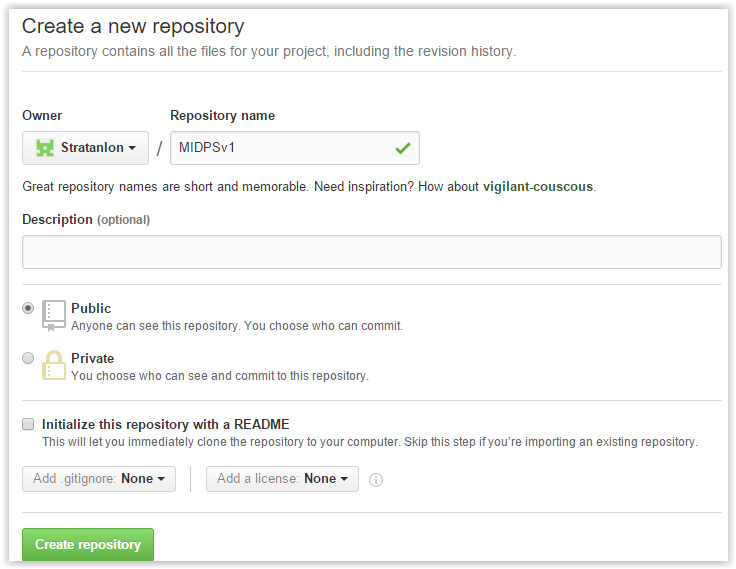 Create a new repository
A repository contains all the files for your project, including the revision history.
Owner Repository name
Stratanlon / MIDPSv1
Great repository names are short and memorable. Need inspiration? How about vigilant-couscous.
Description (optional)
Public
Anyone can see this repository. You choose who can commit.
Private
You choose who can see and commit to this repository.
Initialize this repository with a README
This will let you immediately clone the repository to your computer. Skip this step if you’re importing an existing repository.
Add .gitignore: None Add a license: None
Create repository